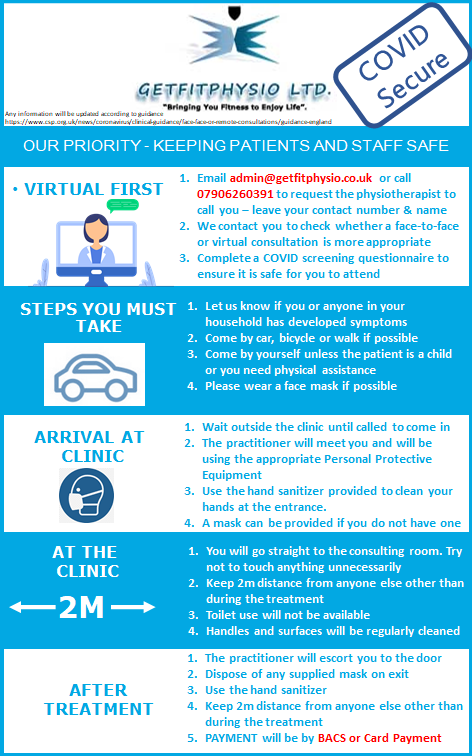 GETFITPHYSIO LTD.
"Bringing You Fitness to Enjoy Life".
COVID
Secure
Any information will be updated according to guidance
https://www.csp.org.uk/news/coronavirus/clinical-guidance/face-face-or-remote-consultations/guidance-england
OUR PRIORITY - KEEPING PATIENTS AND STAFF SAFE
• VIRTUAL FIRST
1. Email admin@getfitphysio.co.uk or call
07906260391 to request the physiotherapist to
call you – leave your contact number & name
2. We contact you to check whether a face-to-face
or virtual consultation is more appropriate
3. Complete a COVID screening questionnaire to
ensure it is safe for you to attend
STEPS YOU MUST
TAKE
1. Let us know if you or anyone in your
household has developed symptoms
2. Come by car, bicycle or walk if possible
3. Come by yourself unless the patient is a child
or you need physical assistance
4. Please wear a face mask if possible
ARRIVAL AT
CLINIC
1. Wait outside the clinic until called to come in
2. The practitioner will meet you and will be
using the appropriate Personal Protective
Equipment
3. Use the hand sanitizer provided to clean your
hands at the entrance.
4. A mask can be provided if you do not have one
AT THE
CLINIC
2M
1. You will go straight to the consulting room. Try
not to touch anything unnecessarily
2. Keep 2m distance from anyone else other than
during the treatment
3. Toilet use will not be available
4. Handles and surfaces will be regularly cleaned
AFTER
TREATMENT
1. The practitioner will escort you to the door
2. Dispose of any supplied mask on exit
3. Use the hand sanitizer
4. Keep 2m distance from anyone else other than
during the treatment
5. PAYMENT will be by BACS or Card Payment